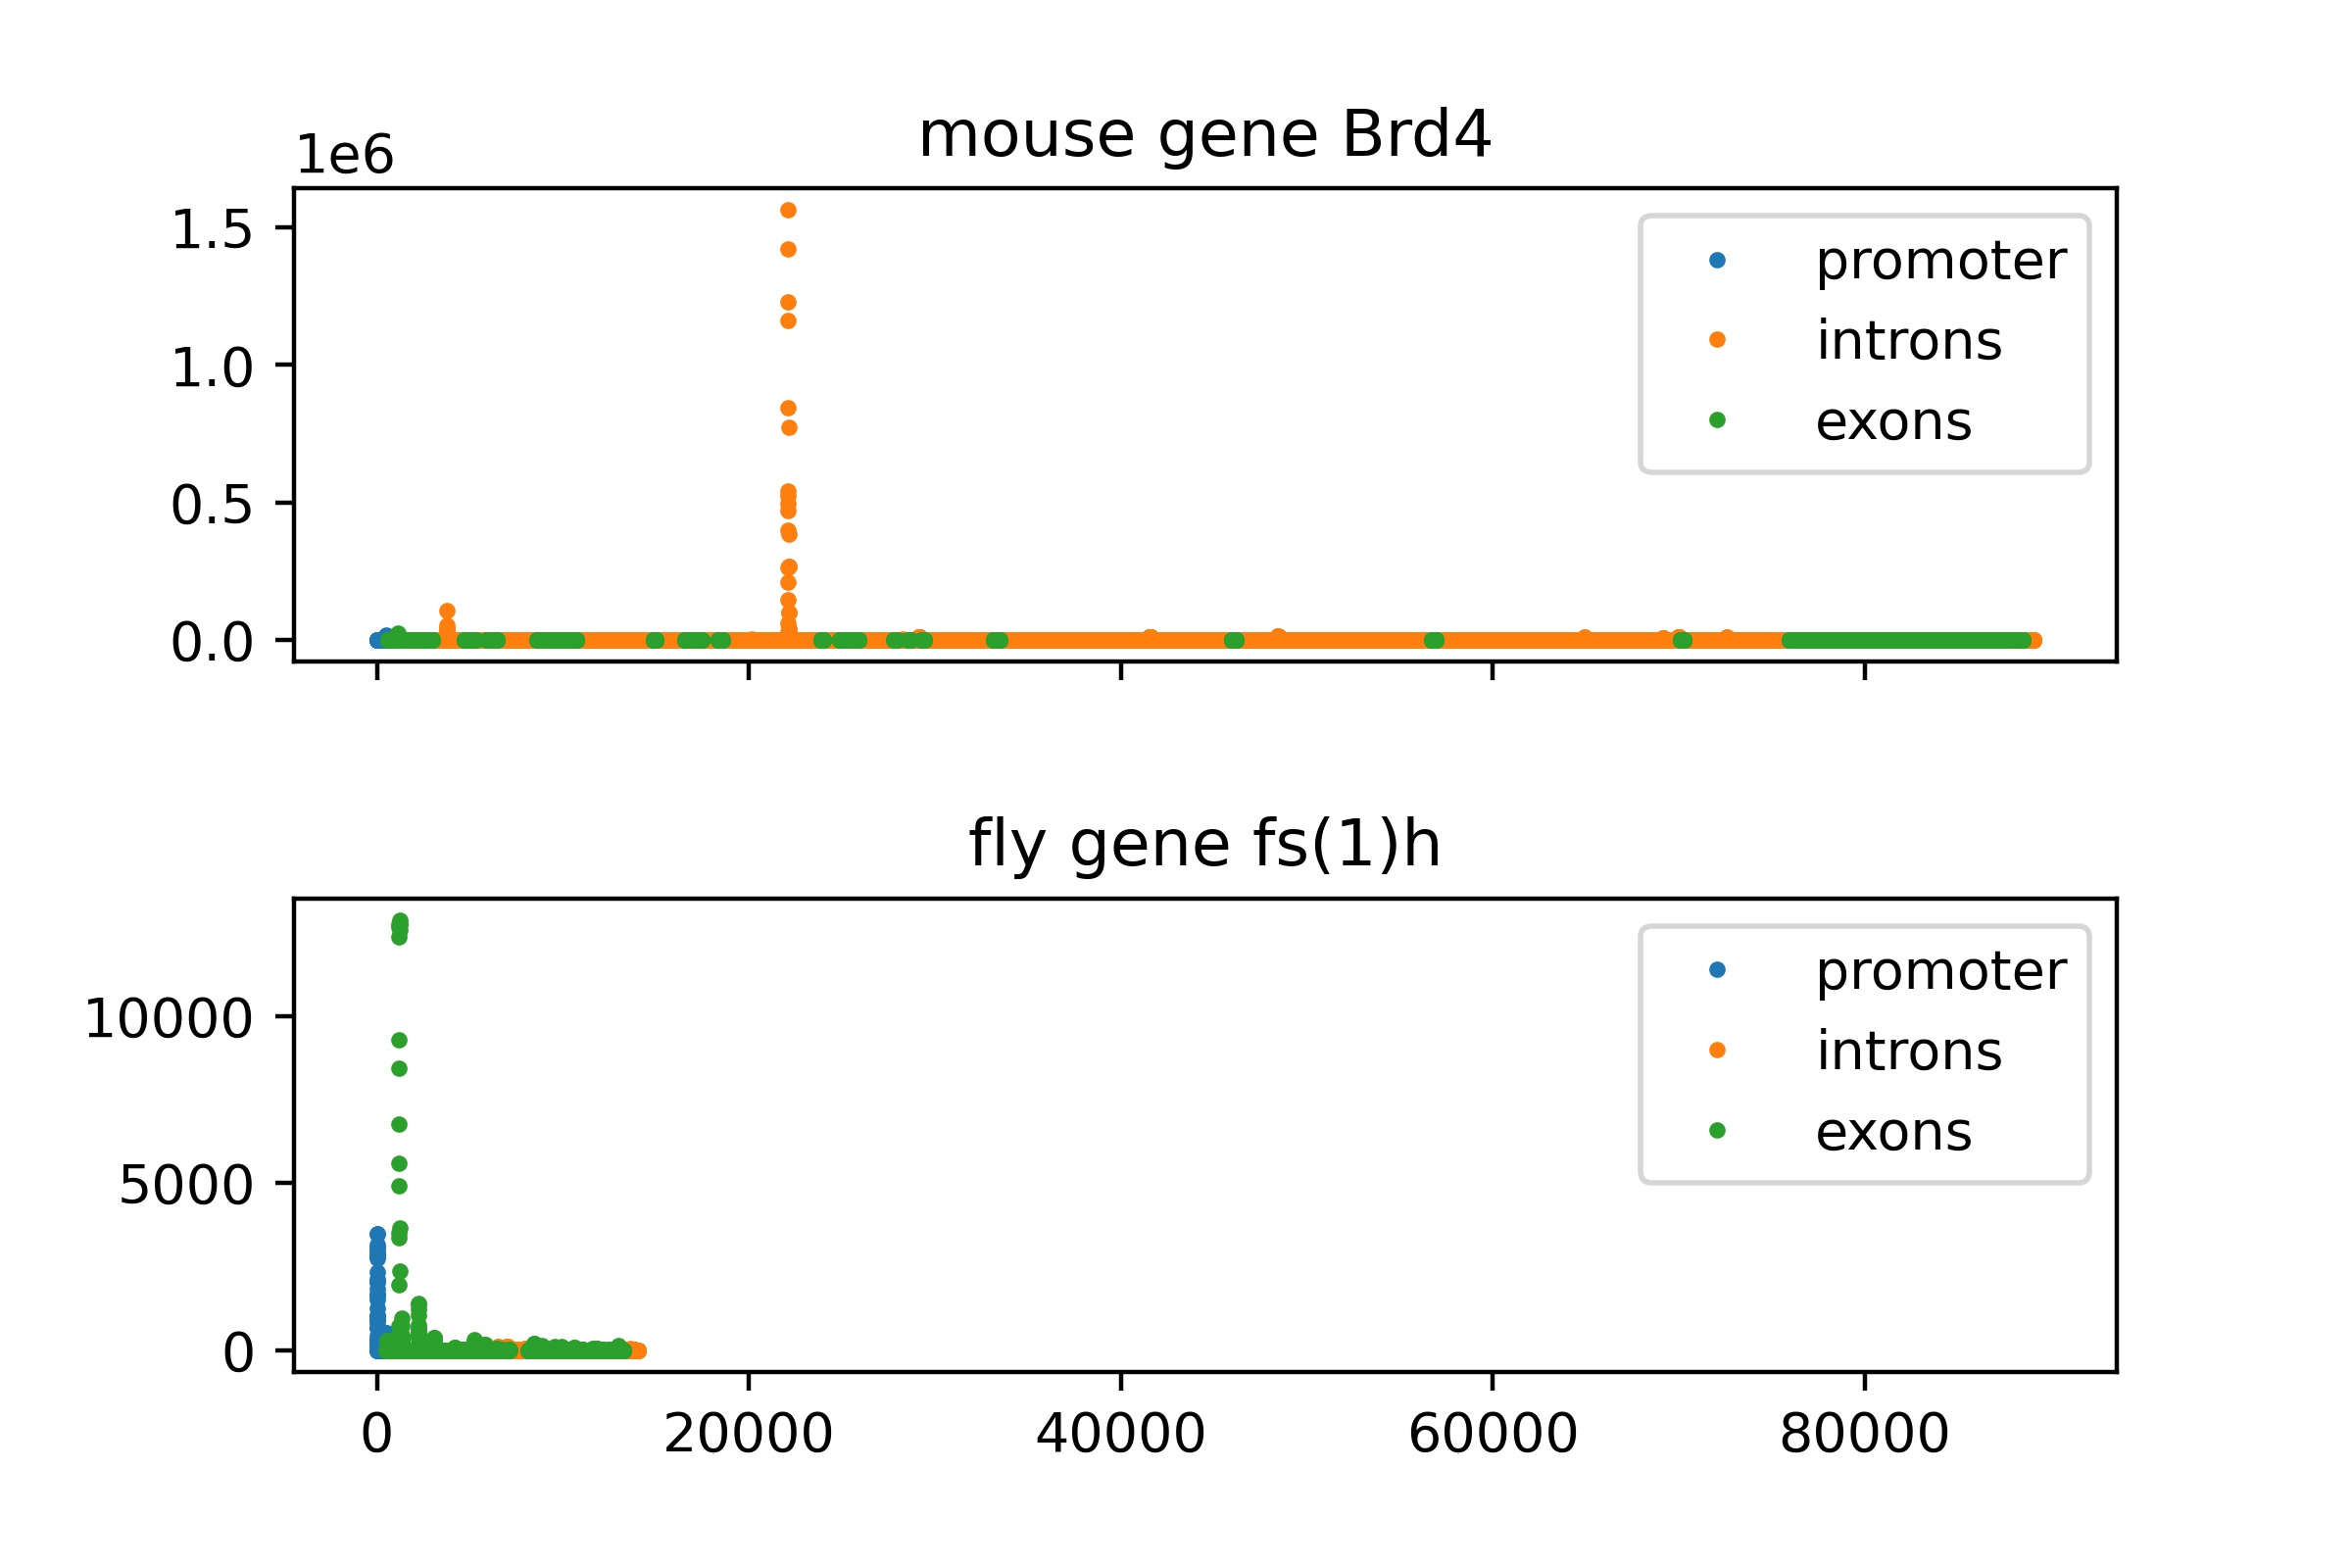 mouse gene Brd4
1e6
1.5
1.0
0.5
0.0
promoter
introns
exons
fly gene fs(1)h
10000
5000
0
promoter
introns
exons
0 20000 40000 60000 80000